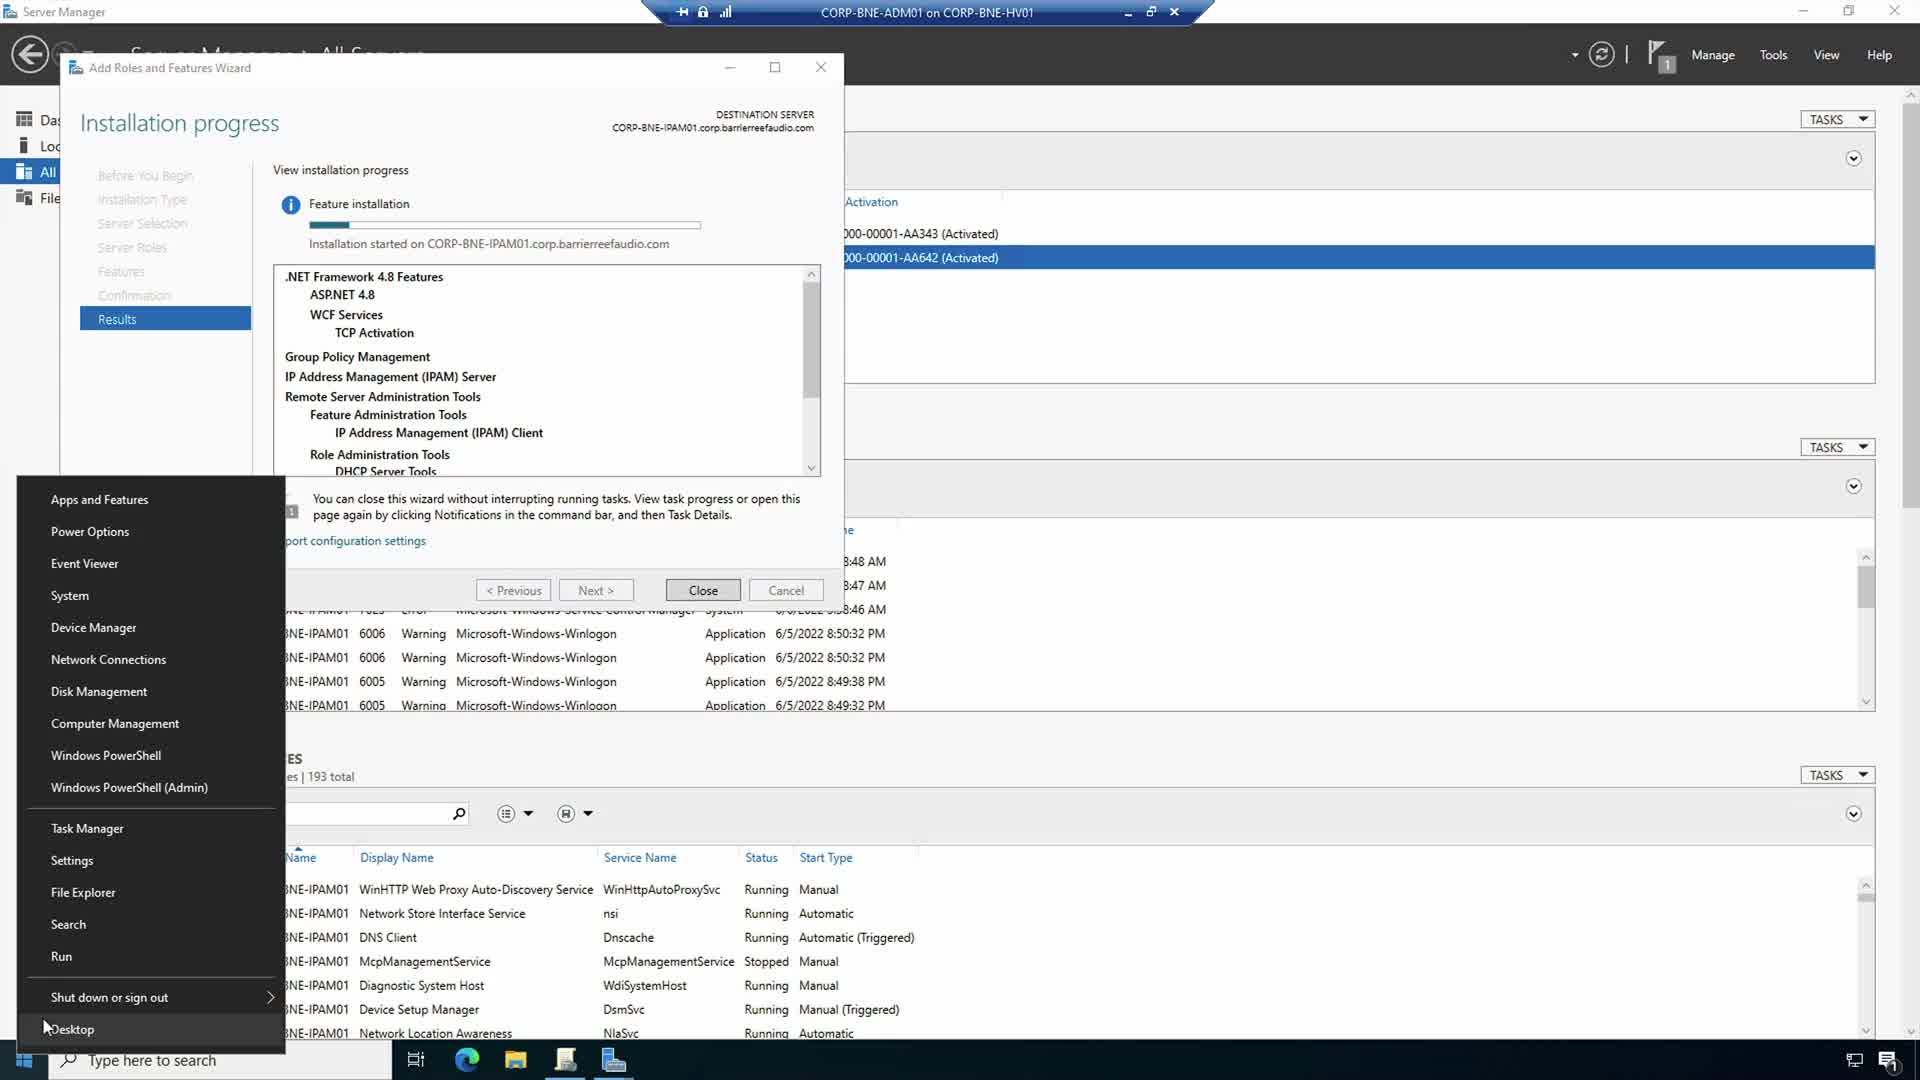 Server Manager
CORP-BNE-ADM01 on CORP-BNE-HV01
Manage
Tools
View
Help
1
Add Roles and Features Wizard
Installation progress
DESTINATION SERVER
CORP-BNE-IPAM01.corp.barrierreefaudio.com
Before You Begin
Installation Type
Server Selection
Server Roles
Features
Confirmation
Results
View installation progress
Feature installation
Installation started on CORP-BNE-IPAM01.corp.barrierreefaudio.com
.NET Framework 4.8 Features
ASP.NET 4.8
WCF Services
TCP Activation
Group Policy Management
IP Address Management (IPAM) Server
Remote Server Administration Tools
Feature Administration Tools
IP Address Management (IPAM) Client
Role Administration Tools
DHCP Server Tools
You can close this wizard without interrupting running tasks. View task progress or open this
page again by clicking Notifications in the command bar, and then Task Details.
port configuration settings
< Previous
Next >
Close
Cancel
Das
Loc
All
File
TASKS
Activation
000-00001-AA343 (Activated)
000-00001-AA642 (Activated)
TASKS
8:48 AM
8:47 AM
8:46 AM
BNE-IPAM01 6006 Warning Microsoft-Windows-Winlogon Application 6/5/2022 8:50:32 PM
BNE-IPAM01 6006 Warning Microsoft-Windows-Winlogon Application 6/5/2022 8:50:32 PM
BNE-IPAM01 6005 Warning Microsoft-Windows-Winlogon Application 6/5/2022 8:49:38 PM
BNE-IPAM01 6005 Warning Microsoft-Windows-Winlogon Application 6/5/2022 8:49:32 PM
ES
es | 193 total
TASKS
Name Display Name Service Name Status Start Type
BNE-IPAM01 WinHTTP Web Proxy Auto-Discovery Service WinHttpAutoProxySvc Running Manual
BNE-IPAM01 Network Store Interface Service nsi Running Automatic
BNE-IPAM01 DNS Client Dnscache Running Automatic (Triggered)
BNE-IPAM01 McpManagementService McpManagementService Stopped Manual
BNE-IPAM01 Diagnostic System Host WdiSystemHost Running Manual
BNE-IPAM01 Device Setup Manager DsmSvc Running Manual (Triggered)
BNE-IPAM01 Network Location Awareness NlaSvc Running Automatic
Apps and Features
Power Options
Event Viewer
System
Device Manager
Network Connections
Disk Management
Computer Management
Windows PowerShell
Windows PowerShell (Admin)
Task Manager
Settings
File Explorer
Search
Run
Shut down or sign out
Desktop
Type here to search
1